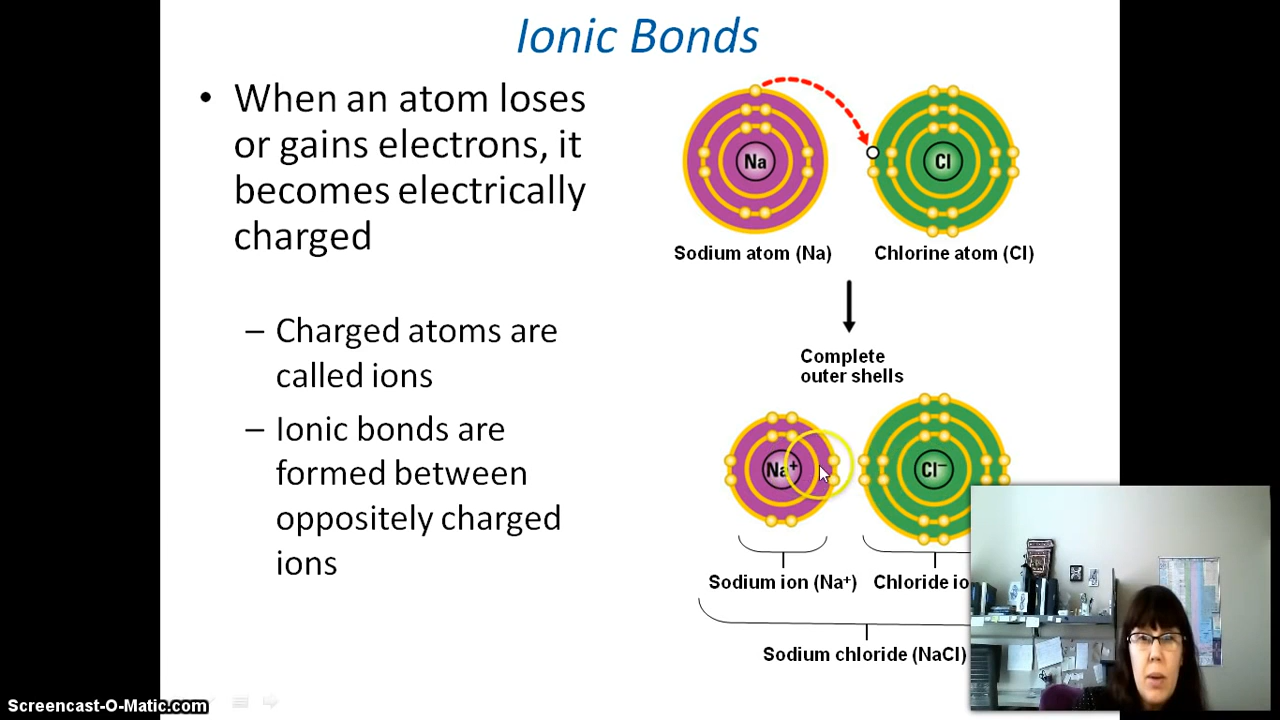 Ionic Bonds
• When an atom loses
or gains electrons, it
becomes electrically
charged
– Charged atoms are
called ions
– Ionic bonds are
formed between
oppositely charged
ions
Na
Cl
Sodium atom (Na)
Chlorine atom (Cl)
Complete
outer shells
Na⁺
Cl⁻
Sodium ion (Na⁺)
Chloride io
Sodium chloride (NaCl)
Screencast-O-Matic.com